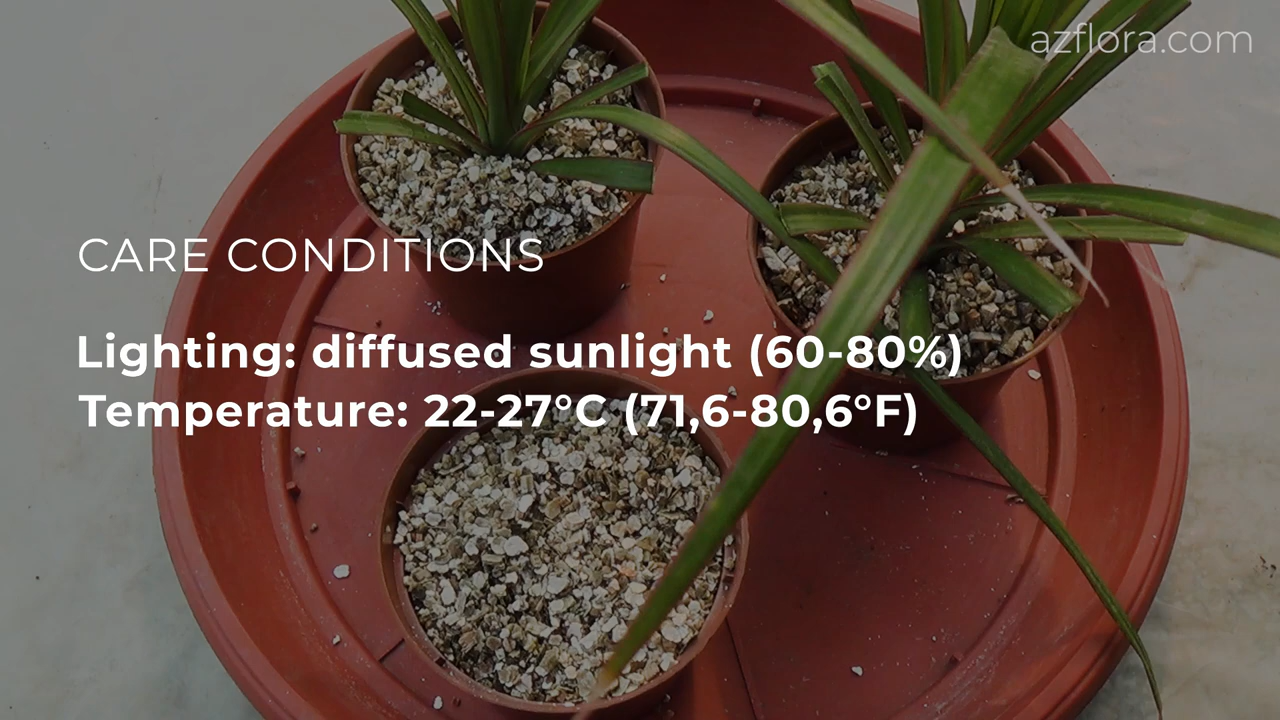 azflora.com
CARE CONDITIONS
Lighting: diffused sunlight (60-80%)
Temperature: 22-27°C (71,6-80,6°F)